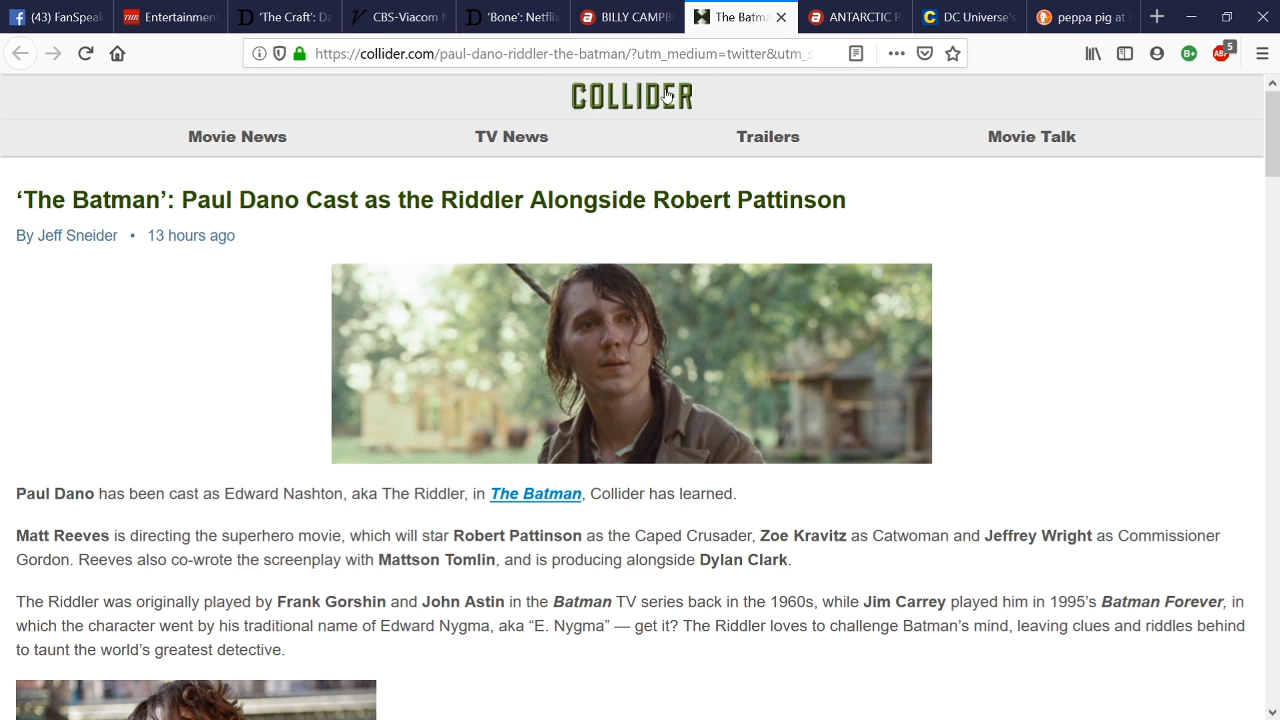 (43) FanSpeak
THR Entertainment
D 'The Craft': Da
V CBS-Viacom M
D 'Bone': Netflix
a BILLY CAMPB
The Batma
a ANTARCTIC P
C DC Universe's
peppa pig at
https://collider.com/paul-dano-riddler-the-batman/?utm_medium=twitter&utm_s
B+
ABP
5
COLLIDER
Movie News
TV News
Trailers
Movie Talk
‘The Batman’: Paul Dano Cast as the Riddler Alongside Robert Pattinson
By Jeff Sneider • 13 hours ago
Paul Dano has been cast as Edward Nashton, aka The Riddler, in The Batman, Collider has learned.
Matt Reeves is directing the superhero movie, which will star Robert Pattinson as the Caped Crusader, Zoe Kravitz as Catwoman and Jeffrey Wright as Commissioner
Gordon. Reeves also co-wrote the screenplay with Mattson Tomlin, and is producing alongside Dylan Clark.
The Riddler was originally played by Frank Gorshin and John Astin in the Batman TV series back in the 1960s, while Jim Carrey played him in 1995’s Batman Forever, in
which the character went by his traditional name of Edward Nygma, aka “E. Nygma” — get it? The Riddler loves to challenge Batman’s mind, leaving clues and riddles behind
to taunt the world’s greatest detective.